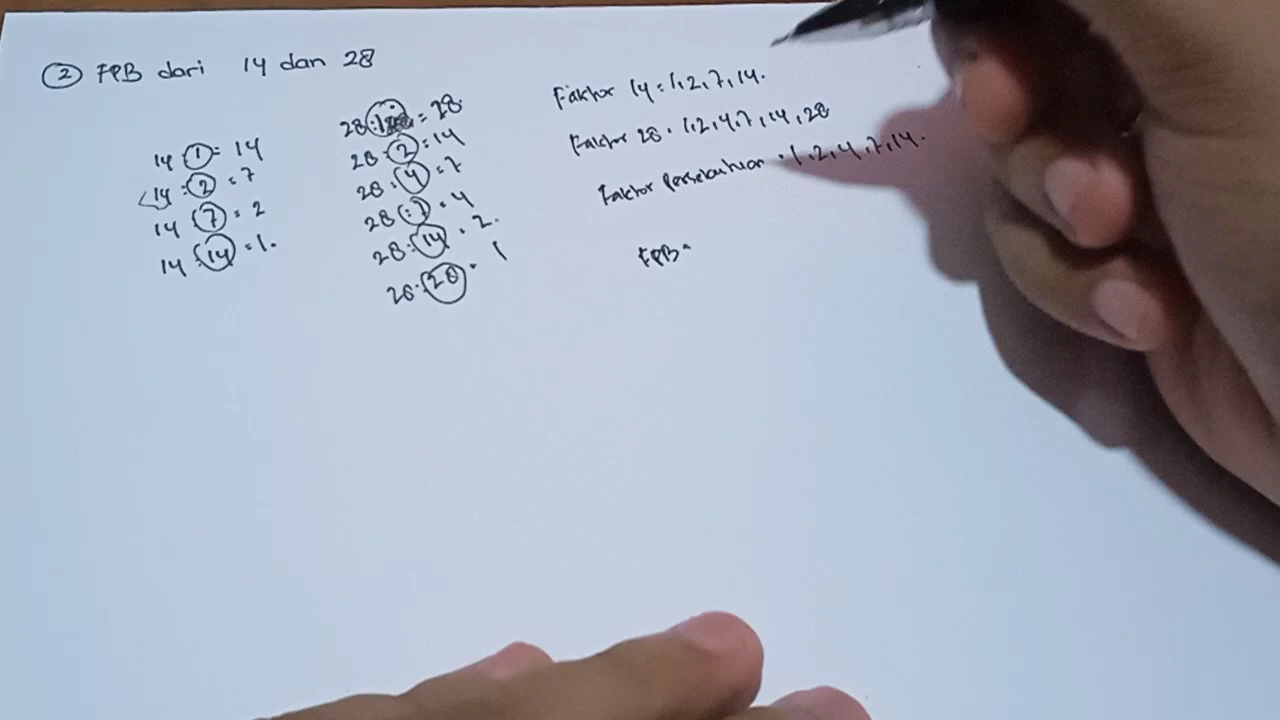 ② FPB dari 14 dan 28
14 : 1 = 14
14 : 2 = 7
14 : 7 = 2
14 : 14 = 1.
28 : 1 = 28
28 : 2 = 14
28 : 4 = 7
28 : 7 = 4
28 : 14 = 2.
28 : 28 = 1
Faktor 14 = 1, 2, 7, 14.
Faktor 28 = 1, 2, 4, 7, 14, 28
Faktor Persekutuan = 1, 2, 4, 7, 14.
FPB =